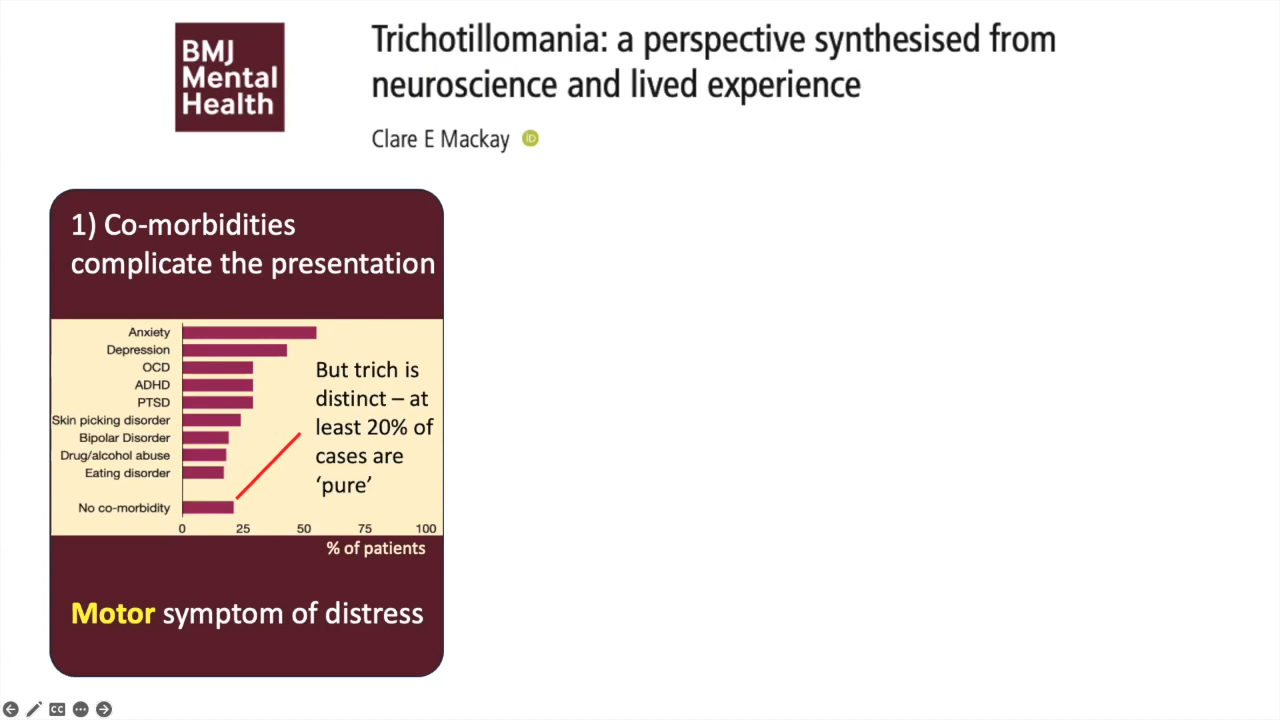 BMJ
Mental
Health
Trichotillomania: a perspective synthesised from
neuroscience and lived experience
Clare E Mackay iD
1) Co-morbidities
complicate the presentation
Anxiety
Depression
OCD
ADHD
PTSD
Skin picking disorder
Bipolar Disorder
Drug/alcohol abuse
Eating disorder
No co-morbidity
But trich is
distinct – at
least 20% of
cases are
‘pure’
0 25 50 75 100
% of patients
Motor symptom of distress
CC